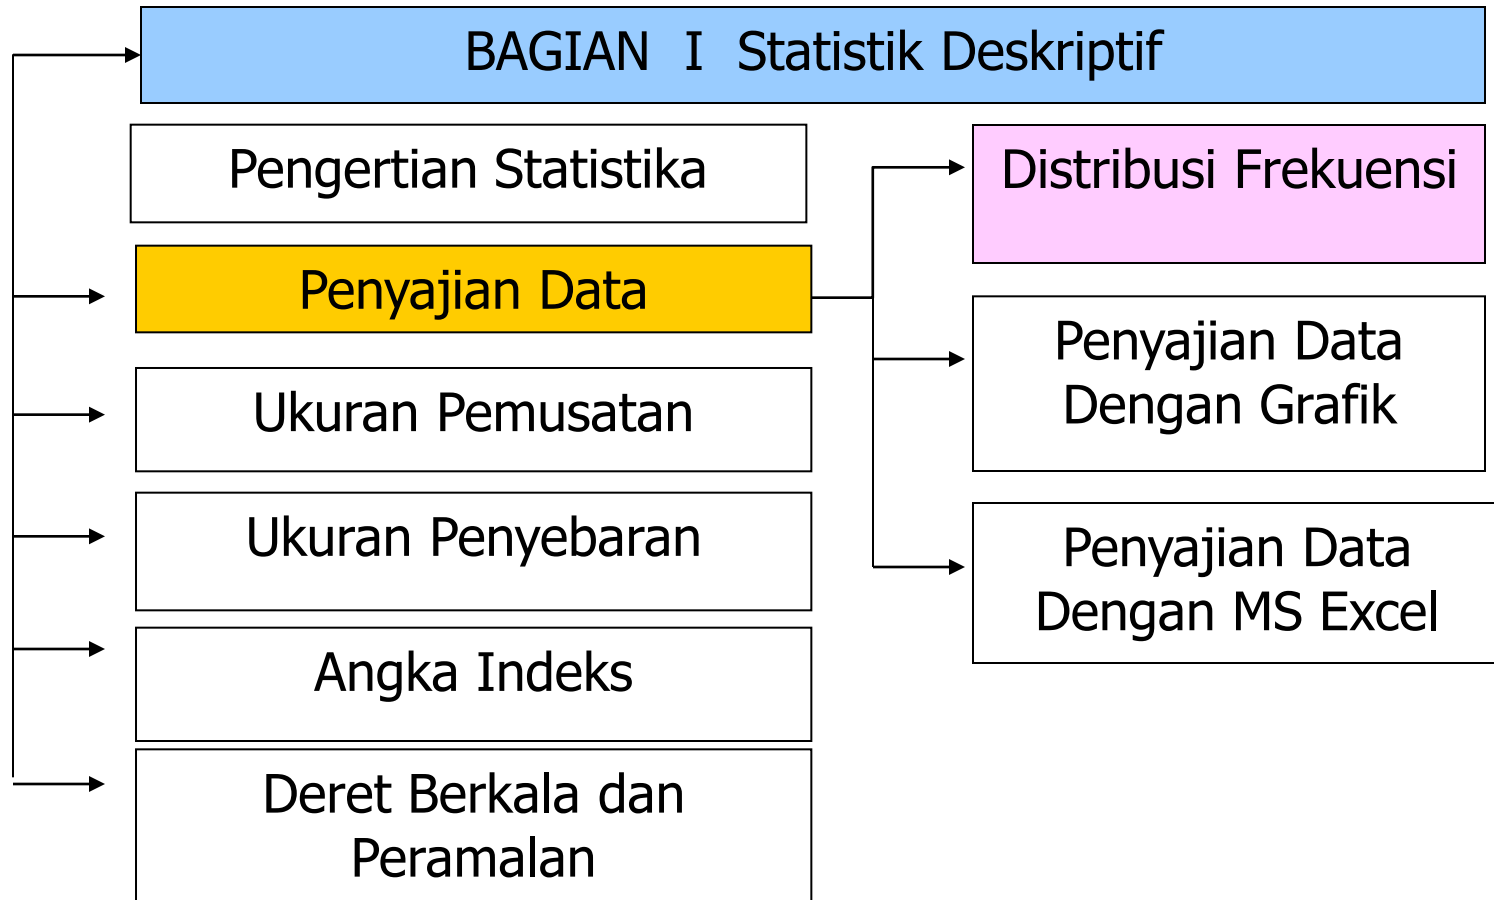 BAGIAN I Statistik Deskriptif
Pengertian Statistika
Penyajian Data
Ukuran Pemusatan
Ukuran Penyebaran
Angka Indeks
Deret Berkala dan
Peramalan
Distribusi Frekuensi
Penyajian Data
Dengan Grafik
Penyajian Data
Dengan MS Excel